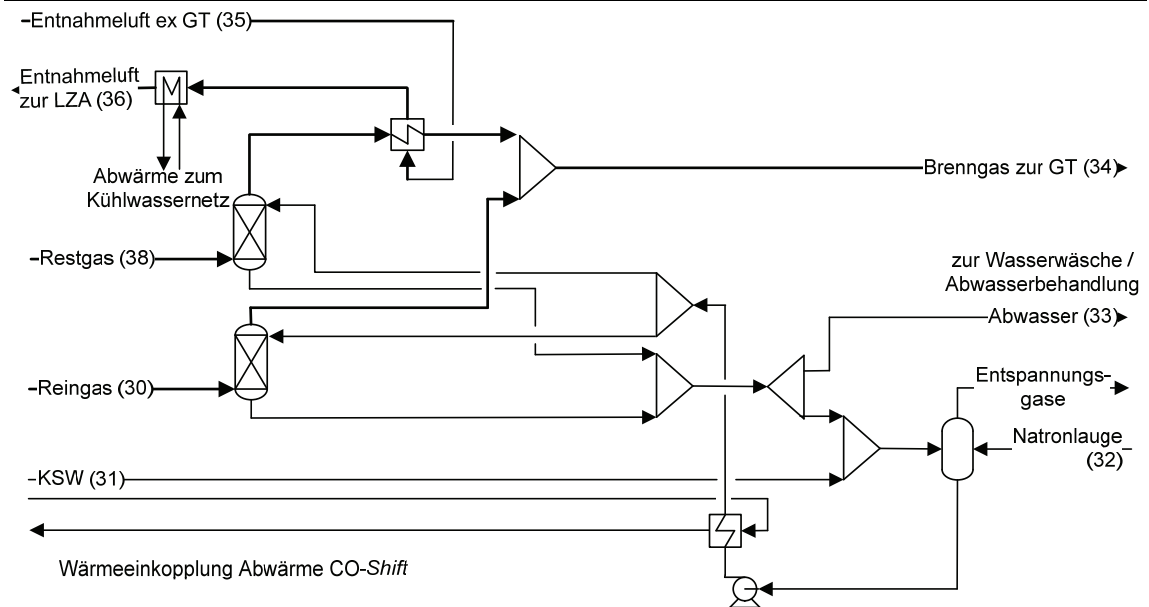 Entnahmeluft ex GT (35)
Entnahmeluft
zur LZA (36)
Abwärme zum
Kühlwassernetz
Brenngas zur GT (34)
Restgas (38)
zur Wasserwäsche /
Abwasserbehandlung
Abwasser (33)
Reingas (30)
Entspannungs-
gase
Natronlauge
(32)
KSW (31)
Wärmeeinkopplung Abwärme CO-Shift